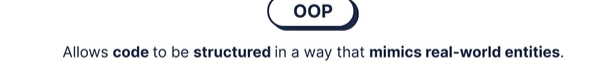 OOP
Allows code to be structured in a way that mimics real-world entities.